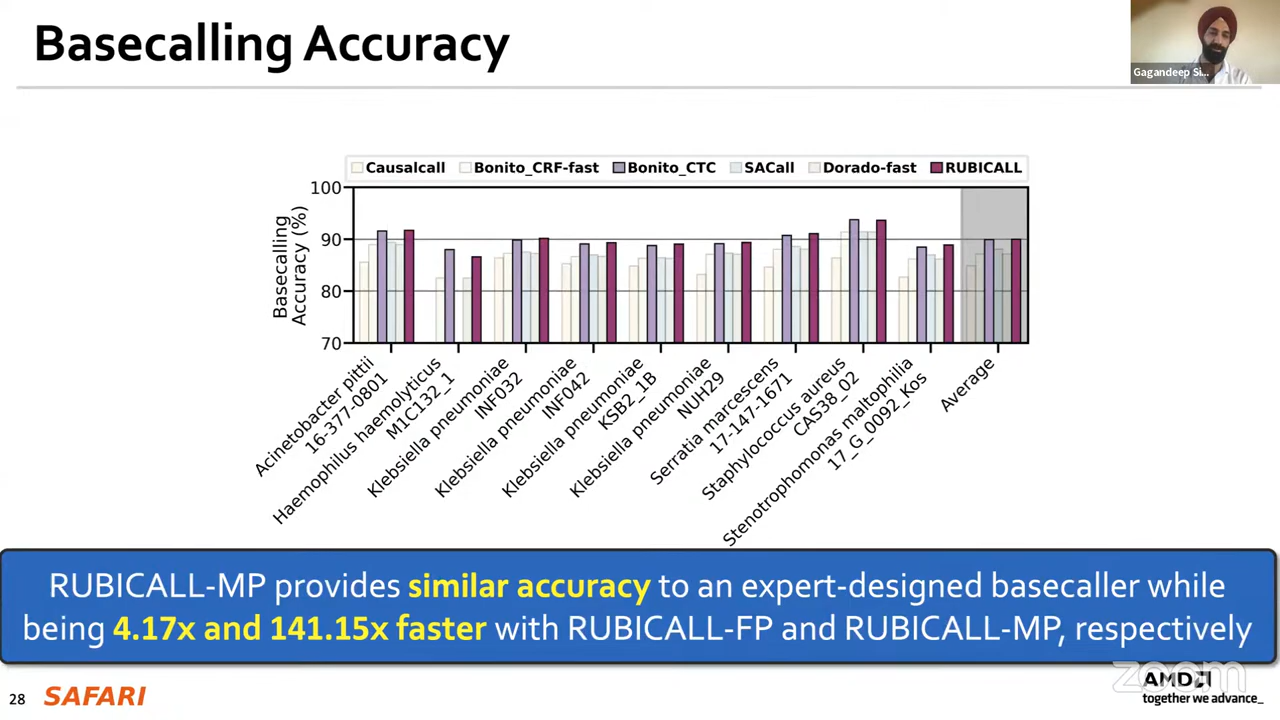 Basecalling Accuracy
Gagandeep Si...
Causalcall Bonito_CRF-fast Bonito_CTC SACall Dorado-fast RUBICALL
Basecalling
Accuracy (%)
100
90
80
70
Acinetobacter pittii
16-377-0801
Haemophilus haemolyticus
M1C132_1
Klebsiella pneumoniae
INF032
Klebsiella pneumoniae
INF042
Klebsiella pneumoniae
KSB2_1B
Klebsiella pneumoniae
NUH29
Serratia marcescens
17-147-1671
Staphylococcus aureus
CAS38_02
Stenotrophomonas maltophilia
17_G_0092_Kos
Average
RUBICALL-MP provides similar accuracy to an expert-designed basecaller while
being 4.17x and 141.15x faster with RUBICALL-FP and RUBICALL-MP, respectively
zoom
28 SAFARI
AMD
together we advance_